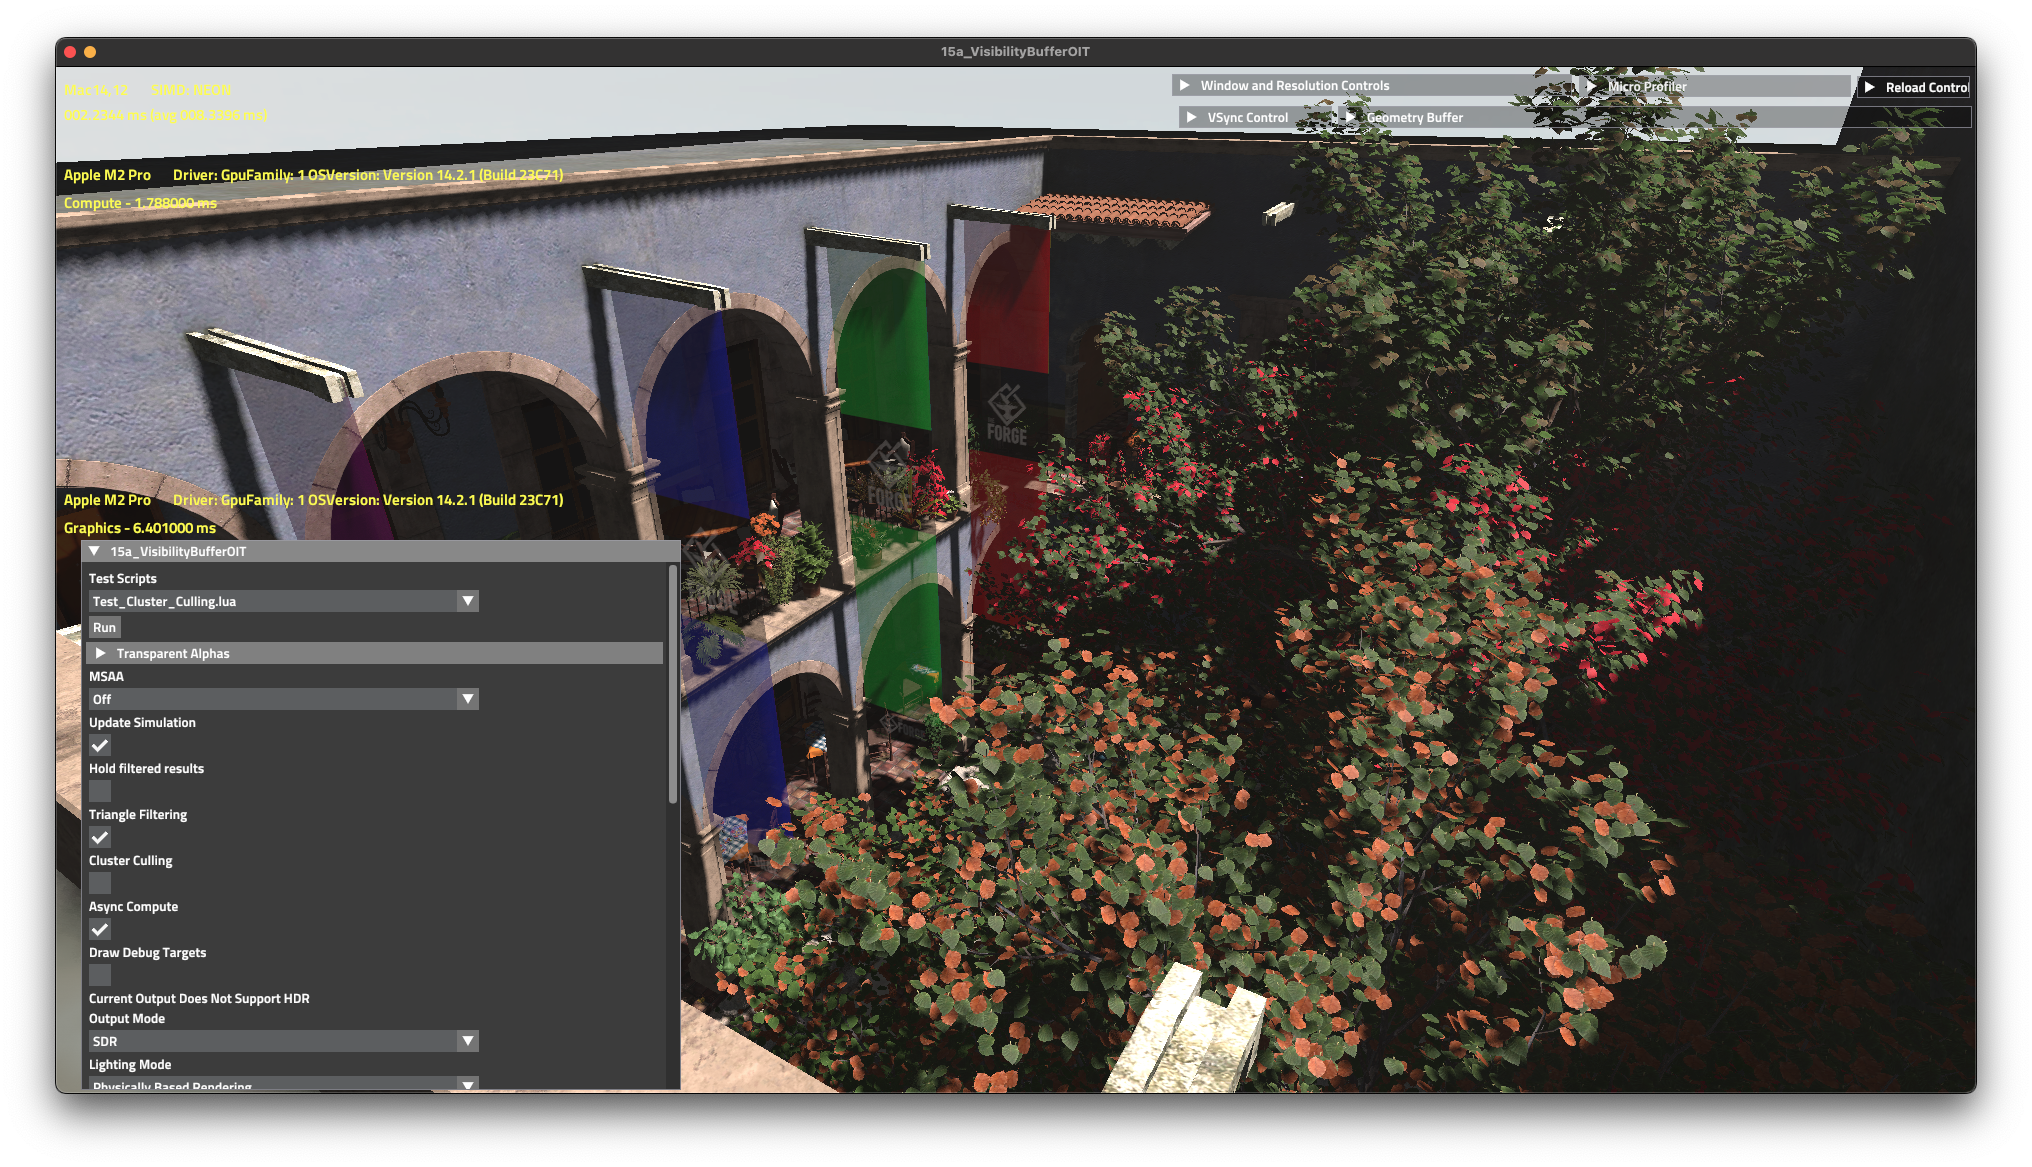 15a_VisibilityBufferOIT
Mac14,12 SIMD: NEON
002.2344 ms (avg 008.3396 ms)
Window and Resolution Controls
Micro Profiler
Reload Contro
VSync Control
Geometry Buffer
Apple M2 Pro Driver: GpuFamily: 1 OSVersion: Version 14.2.1 (Build 23C71)
Compute - 1.788000 ms
FORGE
FORGE
Apple M2 Pro Driver: GpuFamily: 1 OSVersion: Version 14.2.1 (Build 23C71)
Graphics - 6.401000 ms
15a_VisibilityBufferOIT
Test Scripts
Test_Cluster_Culling.lua
Run
Transparent Alphas
MSAA
Off
Update Simulation
Hold filtered results
Triangle Filtering
Cluster Culling
Async Compute
Draw Debug Targets
Current Output Does Not Support HDR
Output Mode
SDR
Lighting Mode
Physically Based Rendering